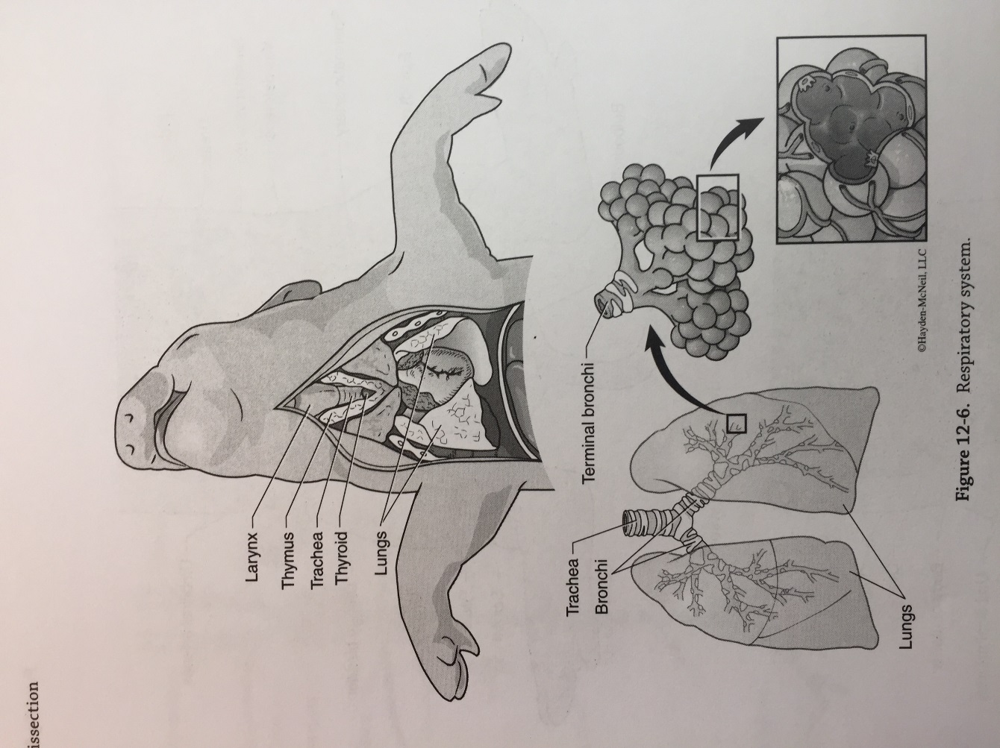 issection
Larynx
Thymus
Trachea
Thyroid
Lungs
Terminal bronchi
Trachea
Bronchi
Lungs
©Hayden-McNeil, LLC
Figure 12-6. Respiratory system.